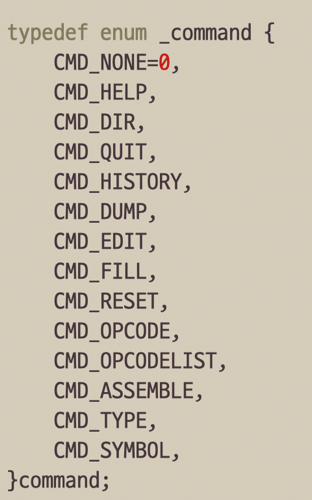 typedef enum _command {
    CMD_NONE=0,
    CMD_HELP,
    CMD_DIR,
    CMD_QUIT,
    CMD_HISTORY,
    CMD_DUMP,
    CMD_EDIT,
    CMD_FILL,
    CMD_RESET,
    CMD_OPCODE,
    CMD_OPCODELIST,
    CMD_ASSEMBLE,
    CMD_TYPE,
    CMD_SYMBOL,
}command;